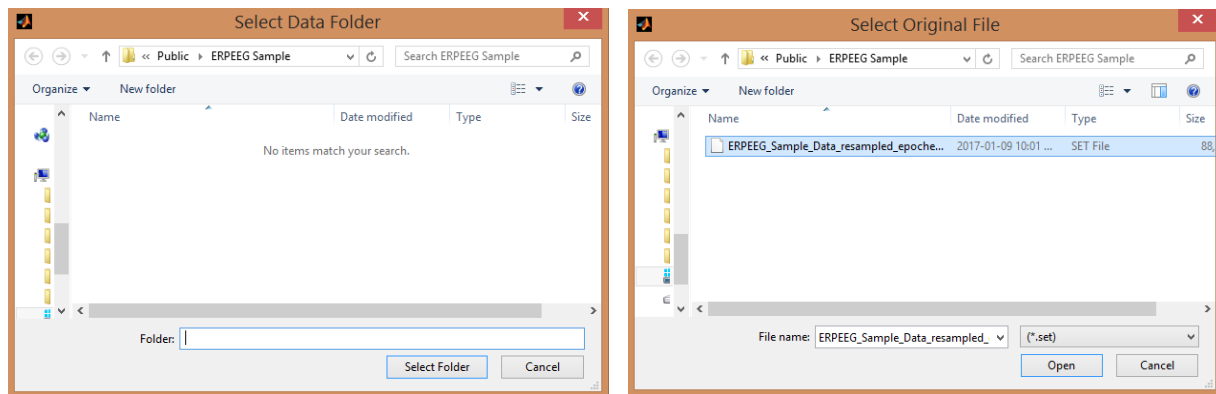 Select Data Folder
« Public ▸ ERPEEG Sample
Search ERPEEG Sample
Organize ▾ New folder
Name Date modified Type Size
No items match your search.
Folder:
Select Folder Cancel
Select Original File
« Public ▸ ERPEEG Sample
Search ERPEEG Sample
Organize ▾ New folder
Name Date modified Type Size
ERPEEG_Sample_Data_resampled_epoche... 2017-01-09 10:01 ... SET File 88,
File name: ERPEEG_Sample_Data_resampled_ (*.set)
Open Cancel